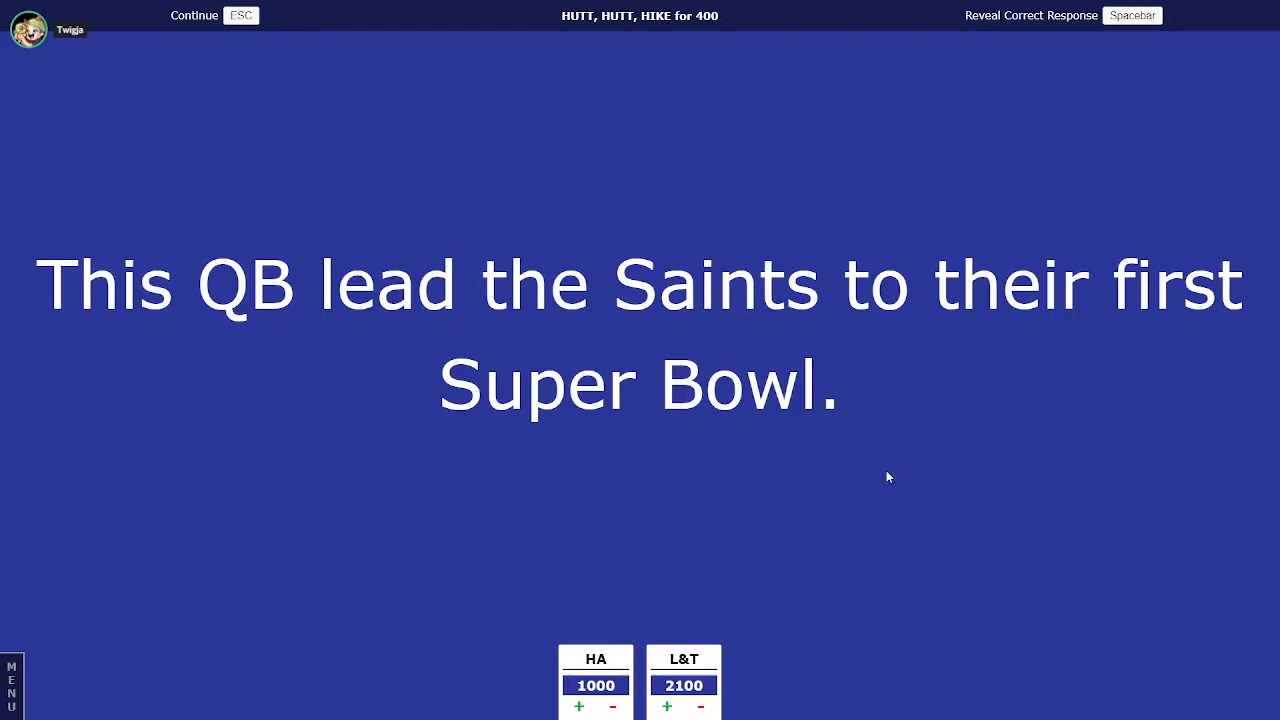 Continue ESC
HUTT, HUTT, HIKE for 400
Reveal Correct Response Spacebar
Twigja
This QB lead the Saints to their first
Super Bowl.
MENU
HA
1000
+ -
L&T
2100
+ -